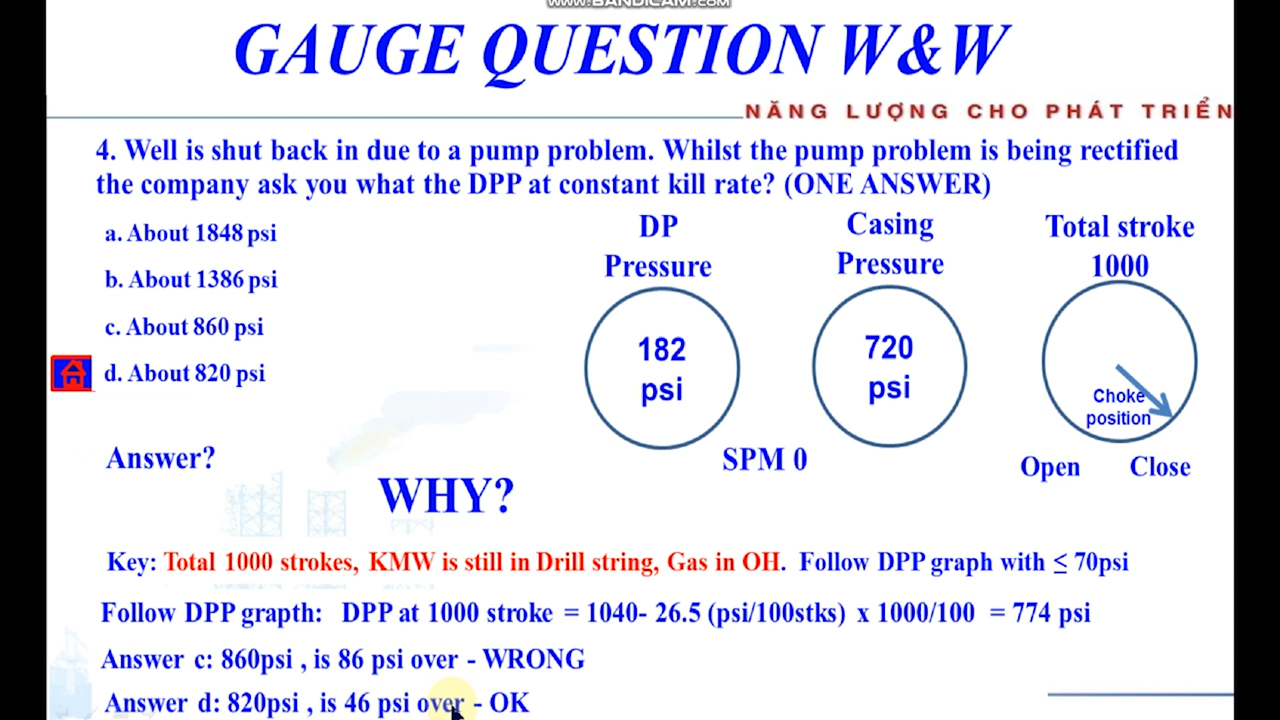 www.BANDICAM.com
GAUGE QUESTION W&W
NĂNG LƯỢNG CHO PHÁT TRIỂN
4. Well is shut back in due to a pump problem. Whilst the pump problem is being rectified
the company ask you what the DPP at constant kill rate? (ONE ANSWER)
a. About 1848 psi
b. About 1386 psi
c. About 860 psi
d. About 820 psi
DP
Pressure
182
psi
Casing
Pressure
720
psi
Total stroke
1000
Choke
position
SPM 0
Open Close
Answer?
WHY?
Key: Total 1000 strokes, KMW is still in Drill string, Gas in OH. Follow DPP graph with ≤ 70psi
Follow DPP grapth: DPP at 1000 stroke = 1040- 26.5 (psi/100stks) x 1000/100 = 774 psi
Answer c: 860psi , is 86 psi over - WRONG
Answer d: 820psi , is 46 psi over - OK